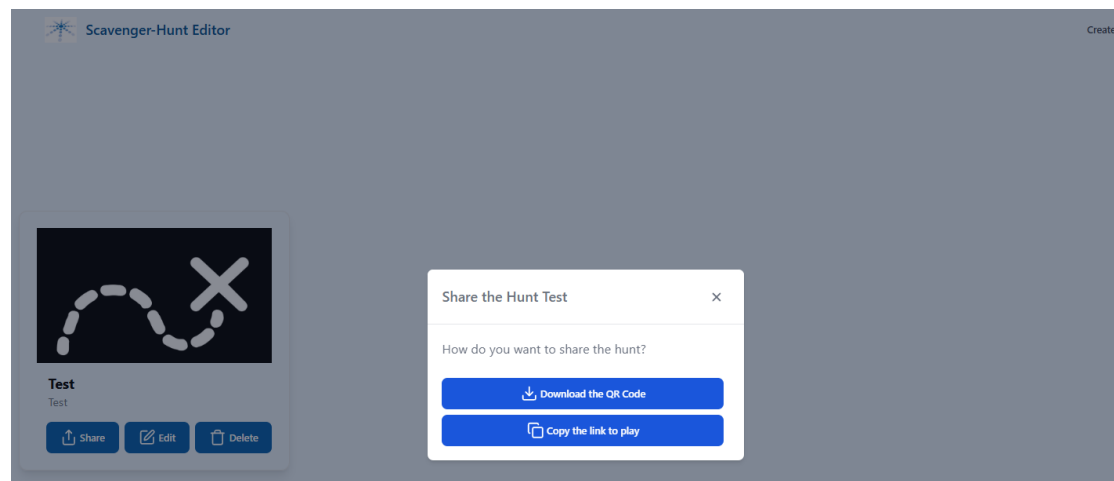 Scavenger-Hunt Editor
Create
Share the Hunt Test
How do you want to share the hunt?
Download the QR Code
Copy the link to play
Test
Test
Share Edit Delete